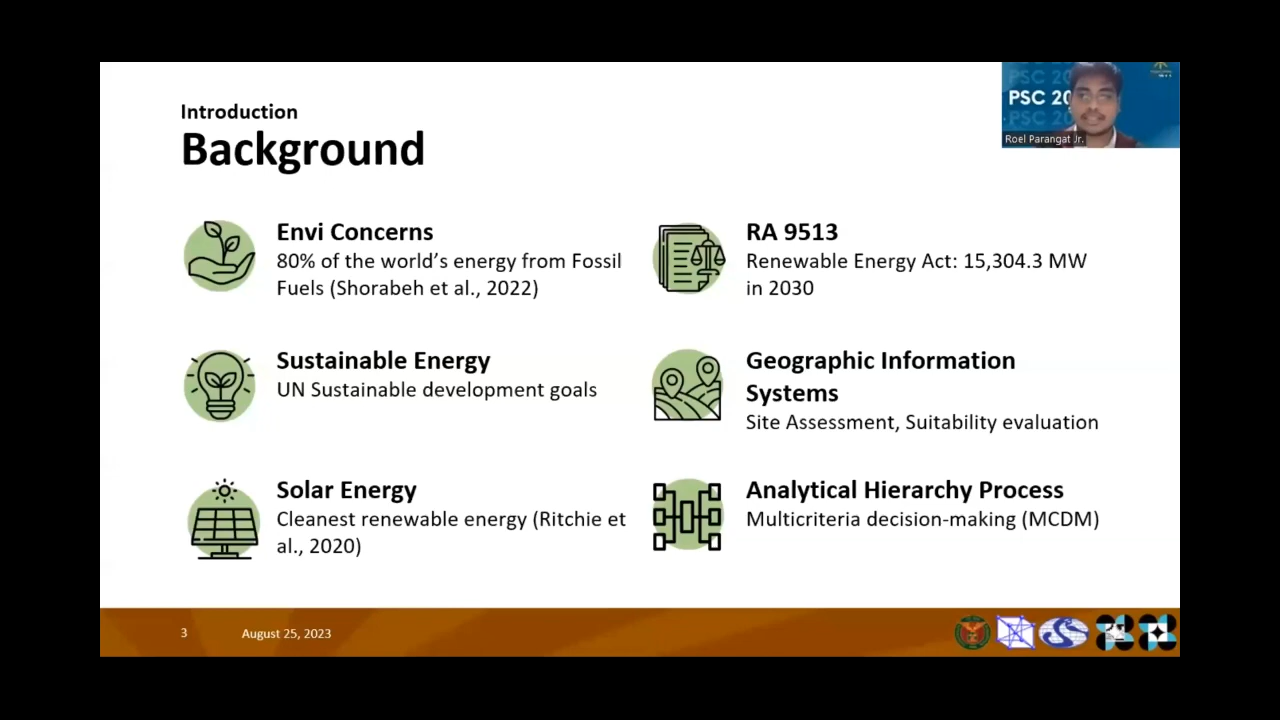 Introduction
Background
Envi Concerns
80% of the world's energy from Fossil
Fuels (Shorabeh et al., 2022)
Sustainable Energy
UN Sustainable development goals
Solar Energy
Cleanest renewable energy (Ritchie et
al., 2020)
RA 9513
Renewable Energy Act: 15,304.3 MW
in 2030
Geographic Information
Systems
Site Assessment, Suitability evaluation
Analytical Hierarchy Process
Multicriteria decision-making (MCDM)
PSC 20
PSC 20
PSC 20
Roel Parangat Jr.
3
August 25, 2023